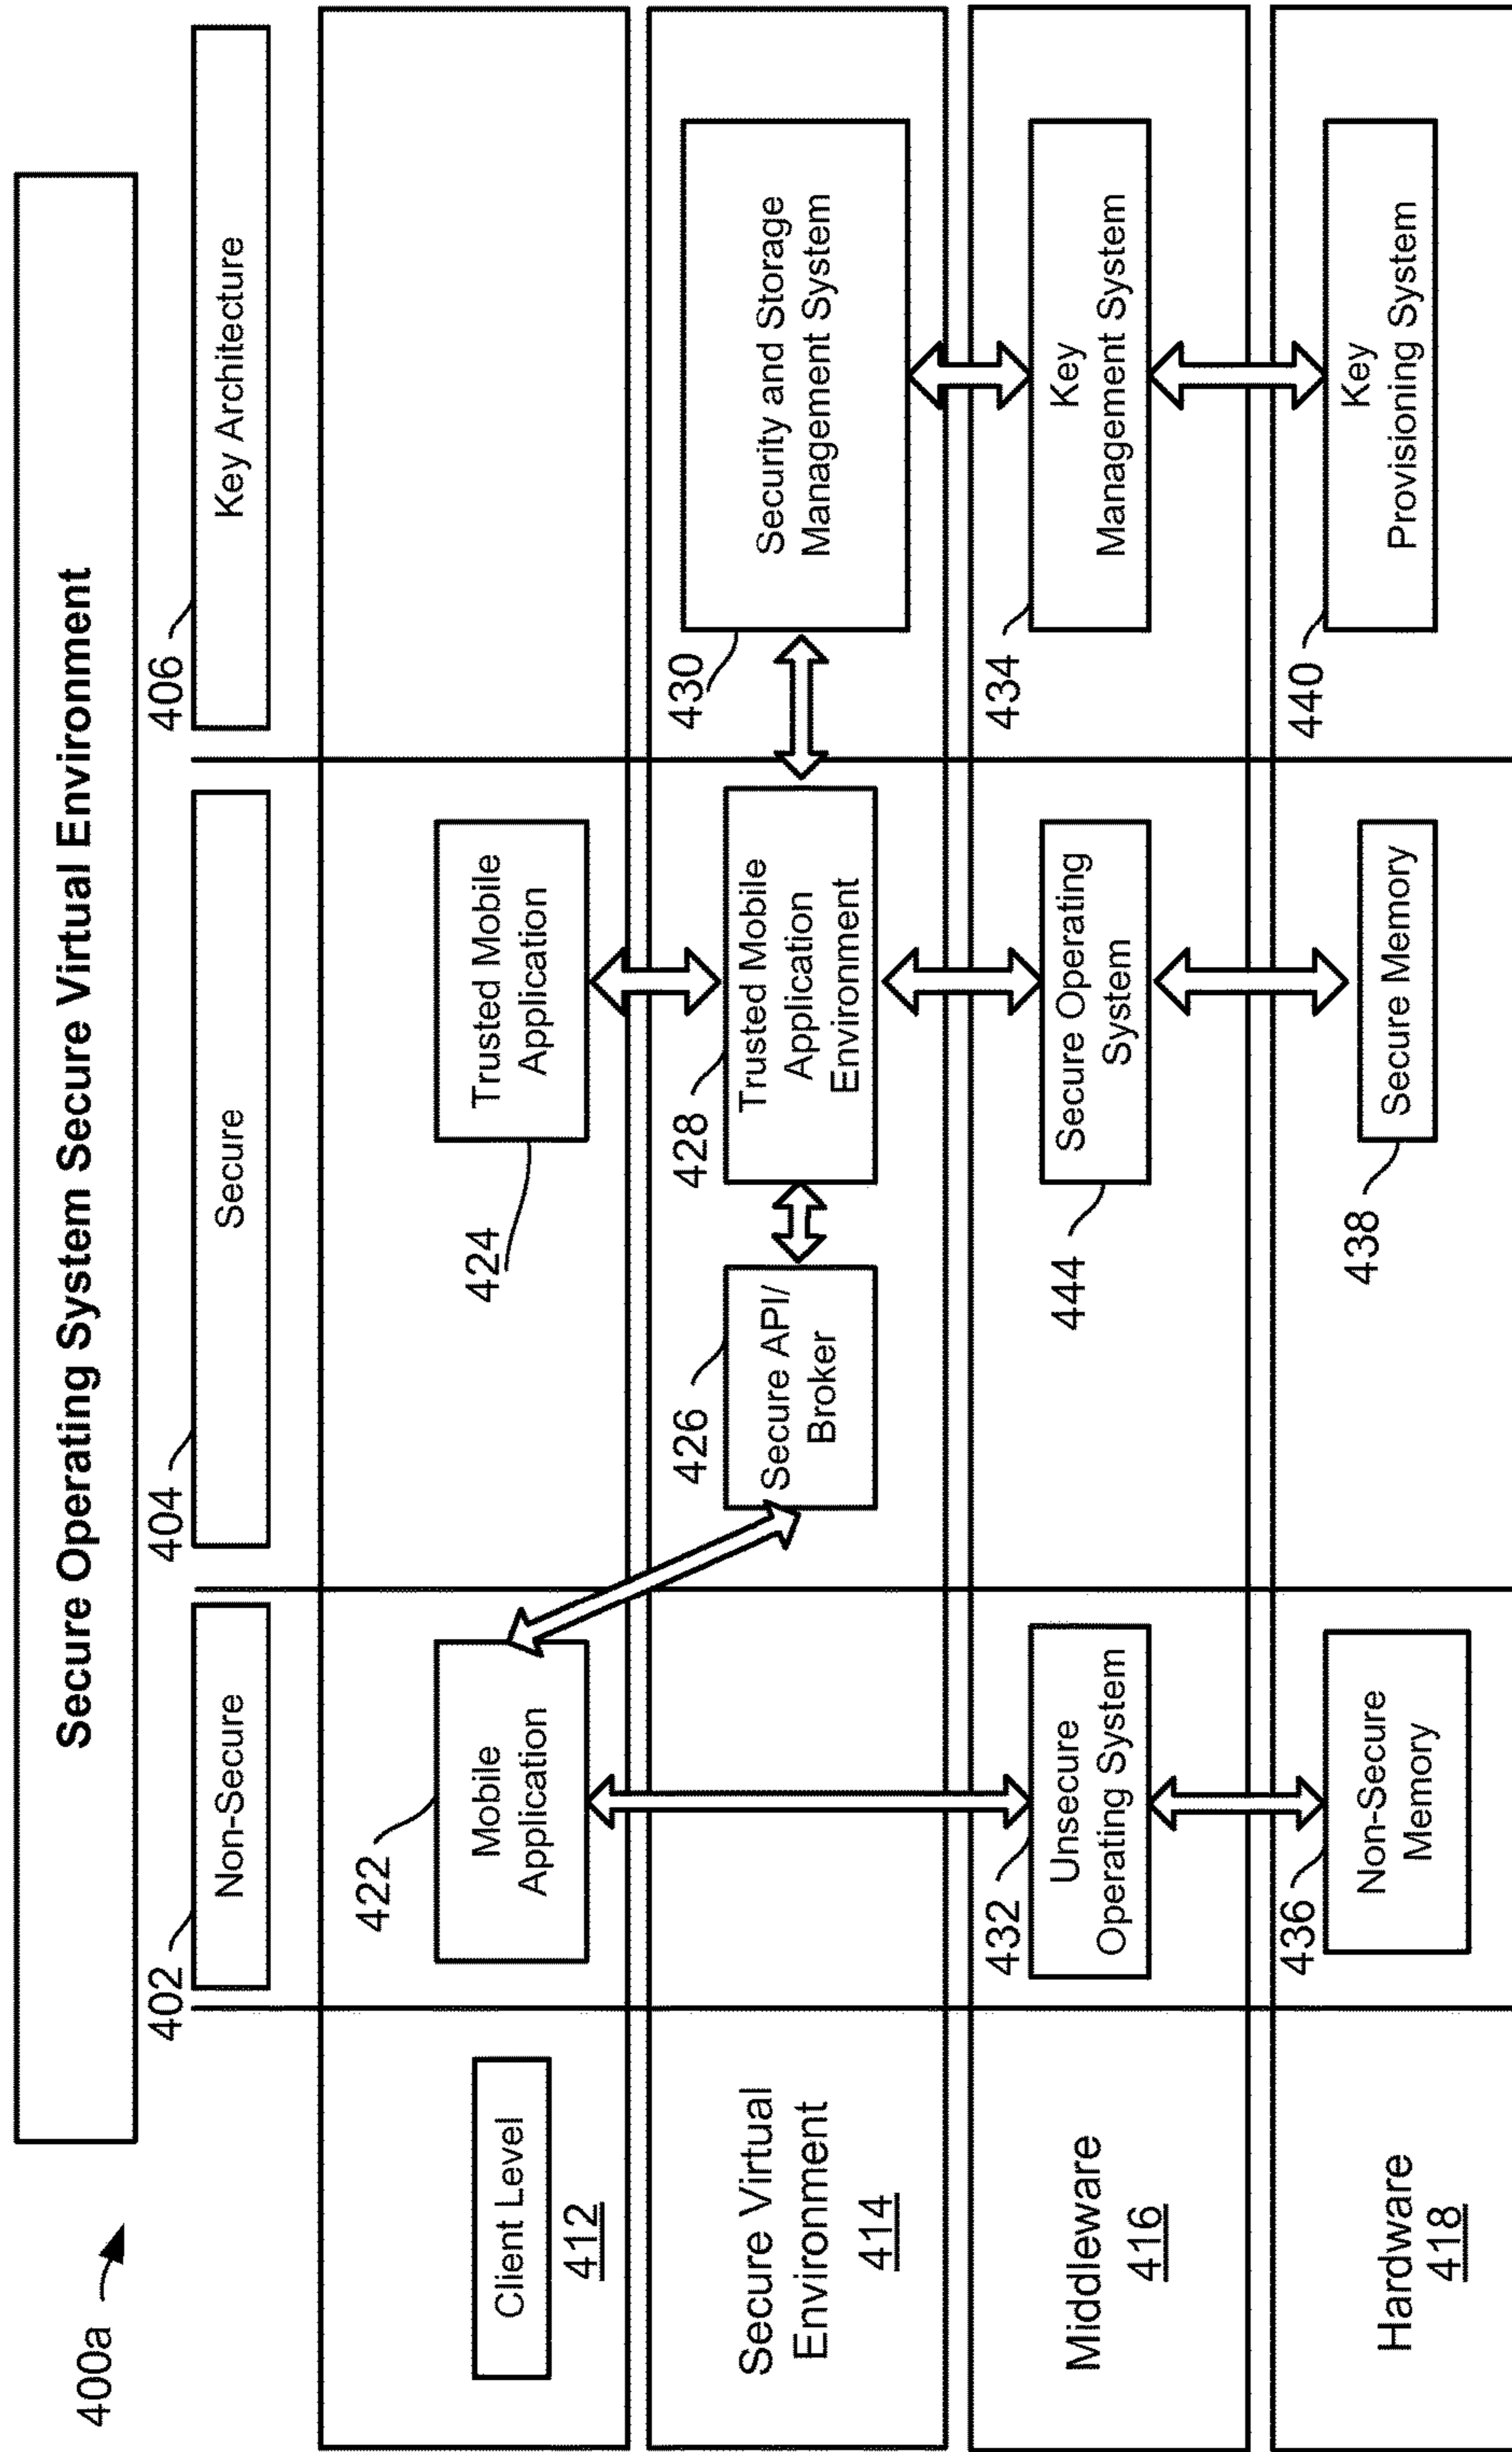 400a
Secure Operating System Secure Virtual Environment
402
Non-Secure
404
Secure
406
Key Architecture
Client Level
412
422
Mobile
Application
424
Trusted Mobile
Application
Secure Virtual
Environment
414
426
Secure API/
Broker
428
Trusted Mobile
Application
Environment
430
Security and Storage
Management System
Middleware
416
432
Unsecure
Operating System
444
Secure Operating
System
434
Key
Management System
Hardware
418
436
Non-Secure
Memory
438
Secure Memory
440
Key
Provisioning System